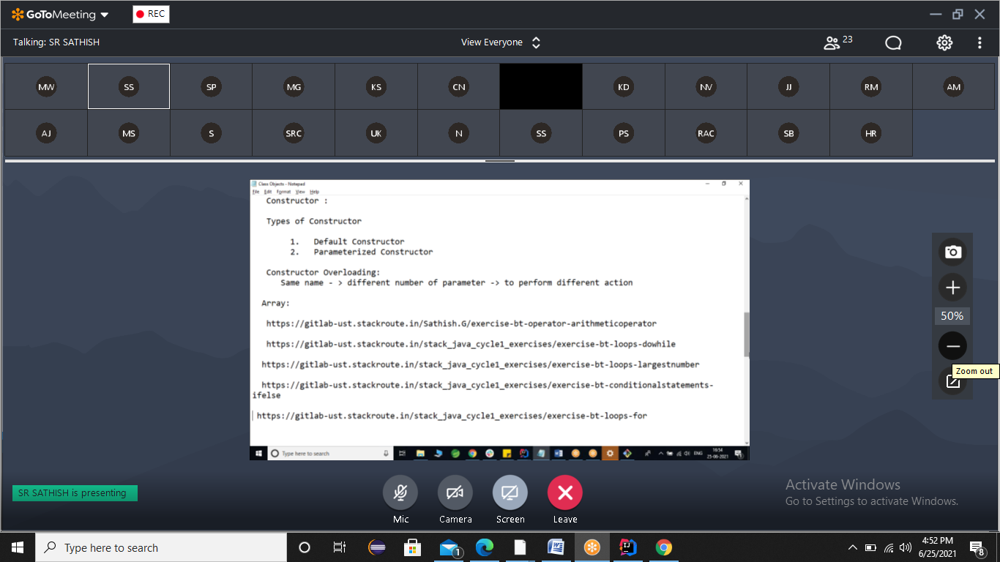 GoToMeeting
REC
Talking: SR SATHISH
View Everyone
23
MW
SS
SP
MG
KS
CN
KD
NV
JJ
RM
AM
AJ
MS
S
SRC
UK
N
SS
PS
RAC
SB
HR
Class Objects - Notepad
File Edit Format View Help
Constructor :
Types of Constructor
1. Default Constructor
2. Parameterized Constructor
Constructor Overloading:
Same name - > different number of parameter -> to perform different action
Array:
https://gitlab-ust.stackroute.in/Sathish.G/exercise-bt-operator-arithmeticoperator
https://gitlab-ust.stackroute.in/stack_java_cycle1_exercises/exercise-bt-loops-dowhile
https://gitlab-ust.stackroute.in/stack_java_cycle1_exercises/exercise-bt-loops-largestnumber
https://gitlab-ust.stackroute.in/stack_java_cycle1_exercises/exercise-bt-conditionalstatements-
ifelse
https://gitlab-ust.stackroute.in/stack_java_cycle1_exercises/exercise-bt-loops-for
Type here to search
ENG
16:54
25-06-2021
50%
Zoom out
SR SATHISH is presenting
Mic
Camera
Screen
Leave
Activate Windows
Go to Settings to activate Windows.
Type here to search
1
W
IJ
4:52 PM
6/25/2021
8